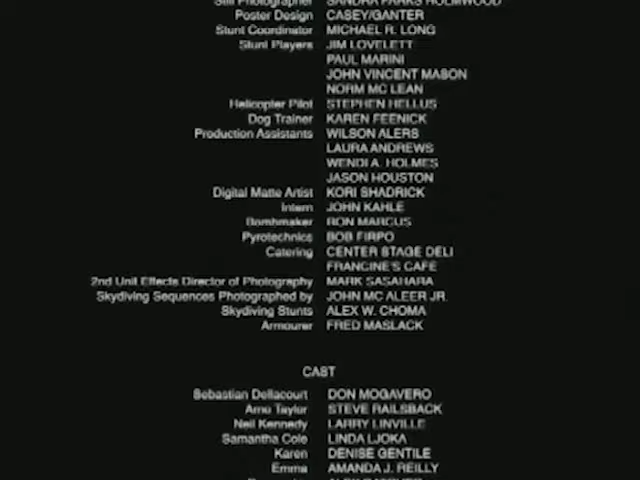 Still Photographer SANDRA PARKS HOLMWOOD
Poster Design CASEY/GANTER
Stunt Coordinator MICHAEL R. LONG
Stunt Players JIM LOVELETT
PAUL MARINI
JOHN VINCENT MASON
NORM MC LEAN
Helicopter Pilot STEPHEN HELLUS
Dog Trainer KAREN FEENICK
Production Assistants WILSON ALERS
LAURA ANDREWS
WENDI A. HOLMES
JASON HOUSTON
Digital Matte Artist KORI SHADRICK
Intern JOHN KAHLE
Bombmaker RON MARCUS
Pyrotechnics BOB FIRPO
Catering CENTER STAGE DELI
FRANCINE'S CAFE
2nd Unit Effects Director of Photography MARK SASAHARA
Skydiving Sequences Photographed by JOHN MC ALEER JR.
Skydiving Stunts ALEX W. CHOMA
Armourer FRED MASLACK
CAST
Sebastian Dellacourt DON MOGAVERO
Arno Taylor STEVE RAILSBACK
Neil Kennedy LARRY LINVILLE
Samantha Cole LINDA LJOKA
Karen DENISE GENTILE
Emma AMANDA J. REILLY